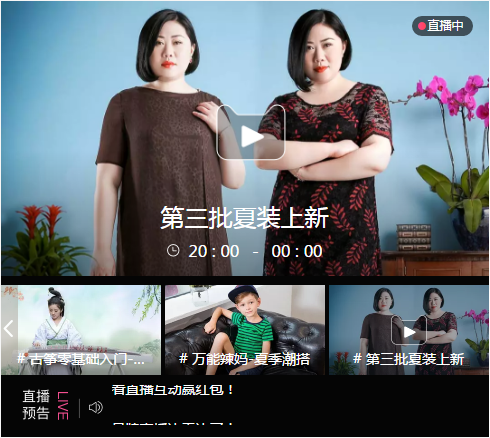 直播中
第三批夏装上新
20 : 00 - 00 : 00
# 古筝零基础入门-...
# 万能辣妈-夏季潮搭
# 第三批夏装上新
直播
预告
LIVE
看直播互动赢红包！